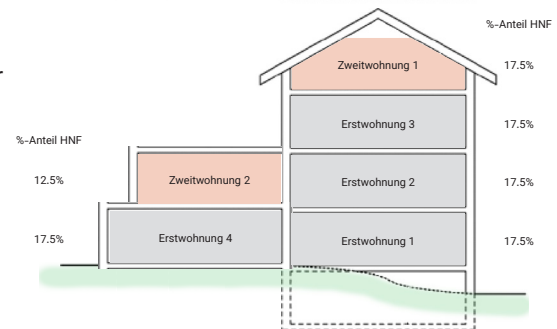 %-Anteil HNF
Zweitwohnung 1 17.5%
Erstwohnung 3 17.5%
%-Anteil HNF
12.5% Zweitwohnung 2 Erstwohnung 2 17.5%
17.5% Erstwohnung 4 Erstwohnung 1 17.5%